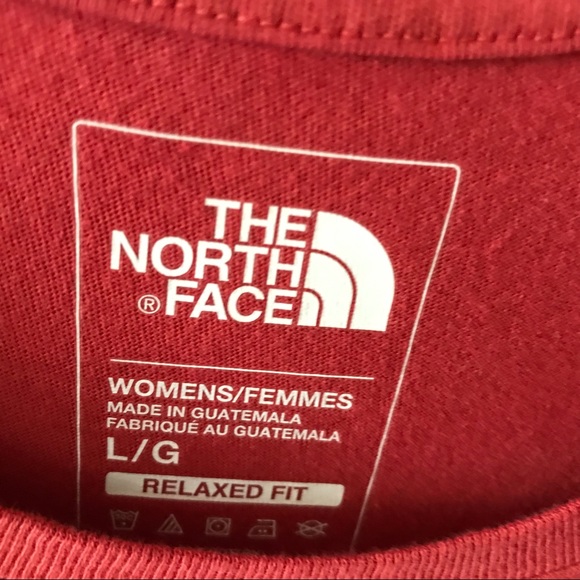 THE
NORTH
® FACE
WOMENS/FEMMES
MADE IN GUATEMALA
FABRIQUÉ AU GUATEMALA
L/G
RELAXED FIT